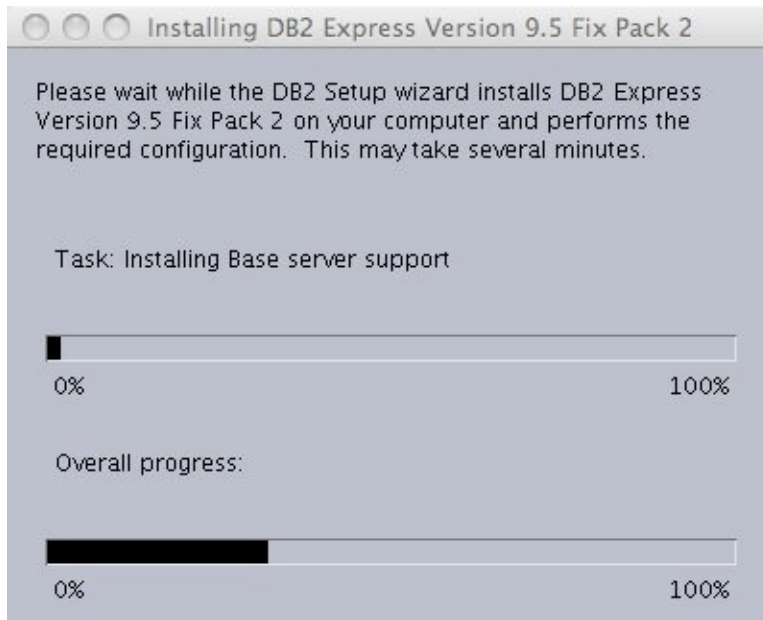 Installing DB2 Express Version 9.5 Fix Pack 2
Please wait while the DB2 Setup wizard installs DB2 Express
Version 9.5 Fix Pack 2 on your computer and performs the
required configuration. This may take several minutes.
Task: Installing Base server support
0% 100%
Overall progress:
0% 100%